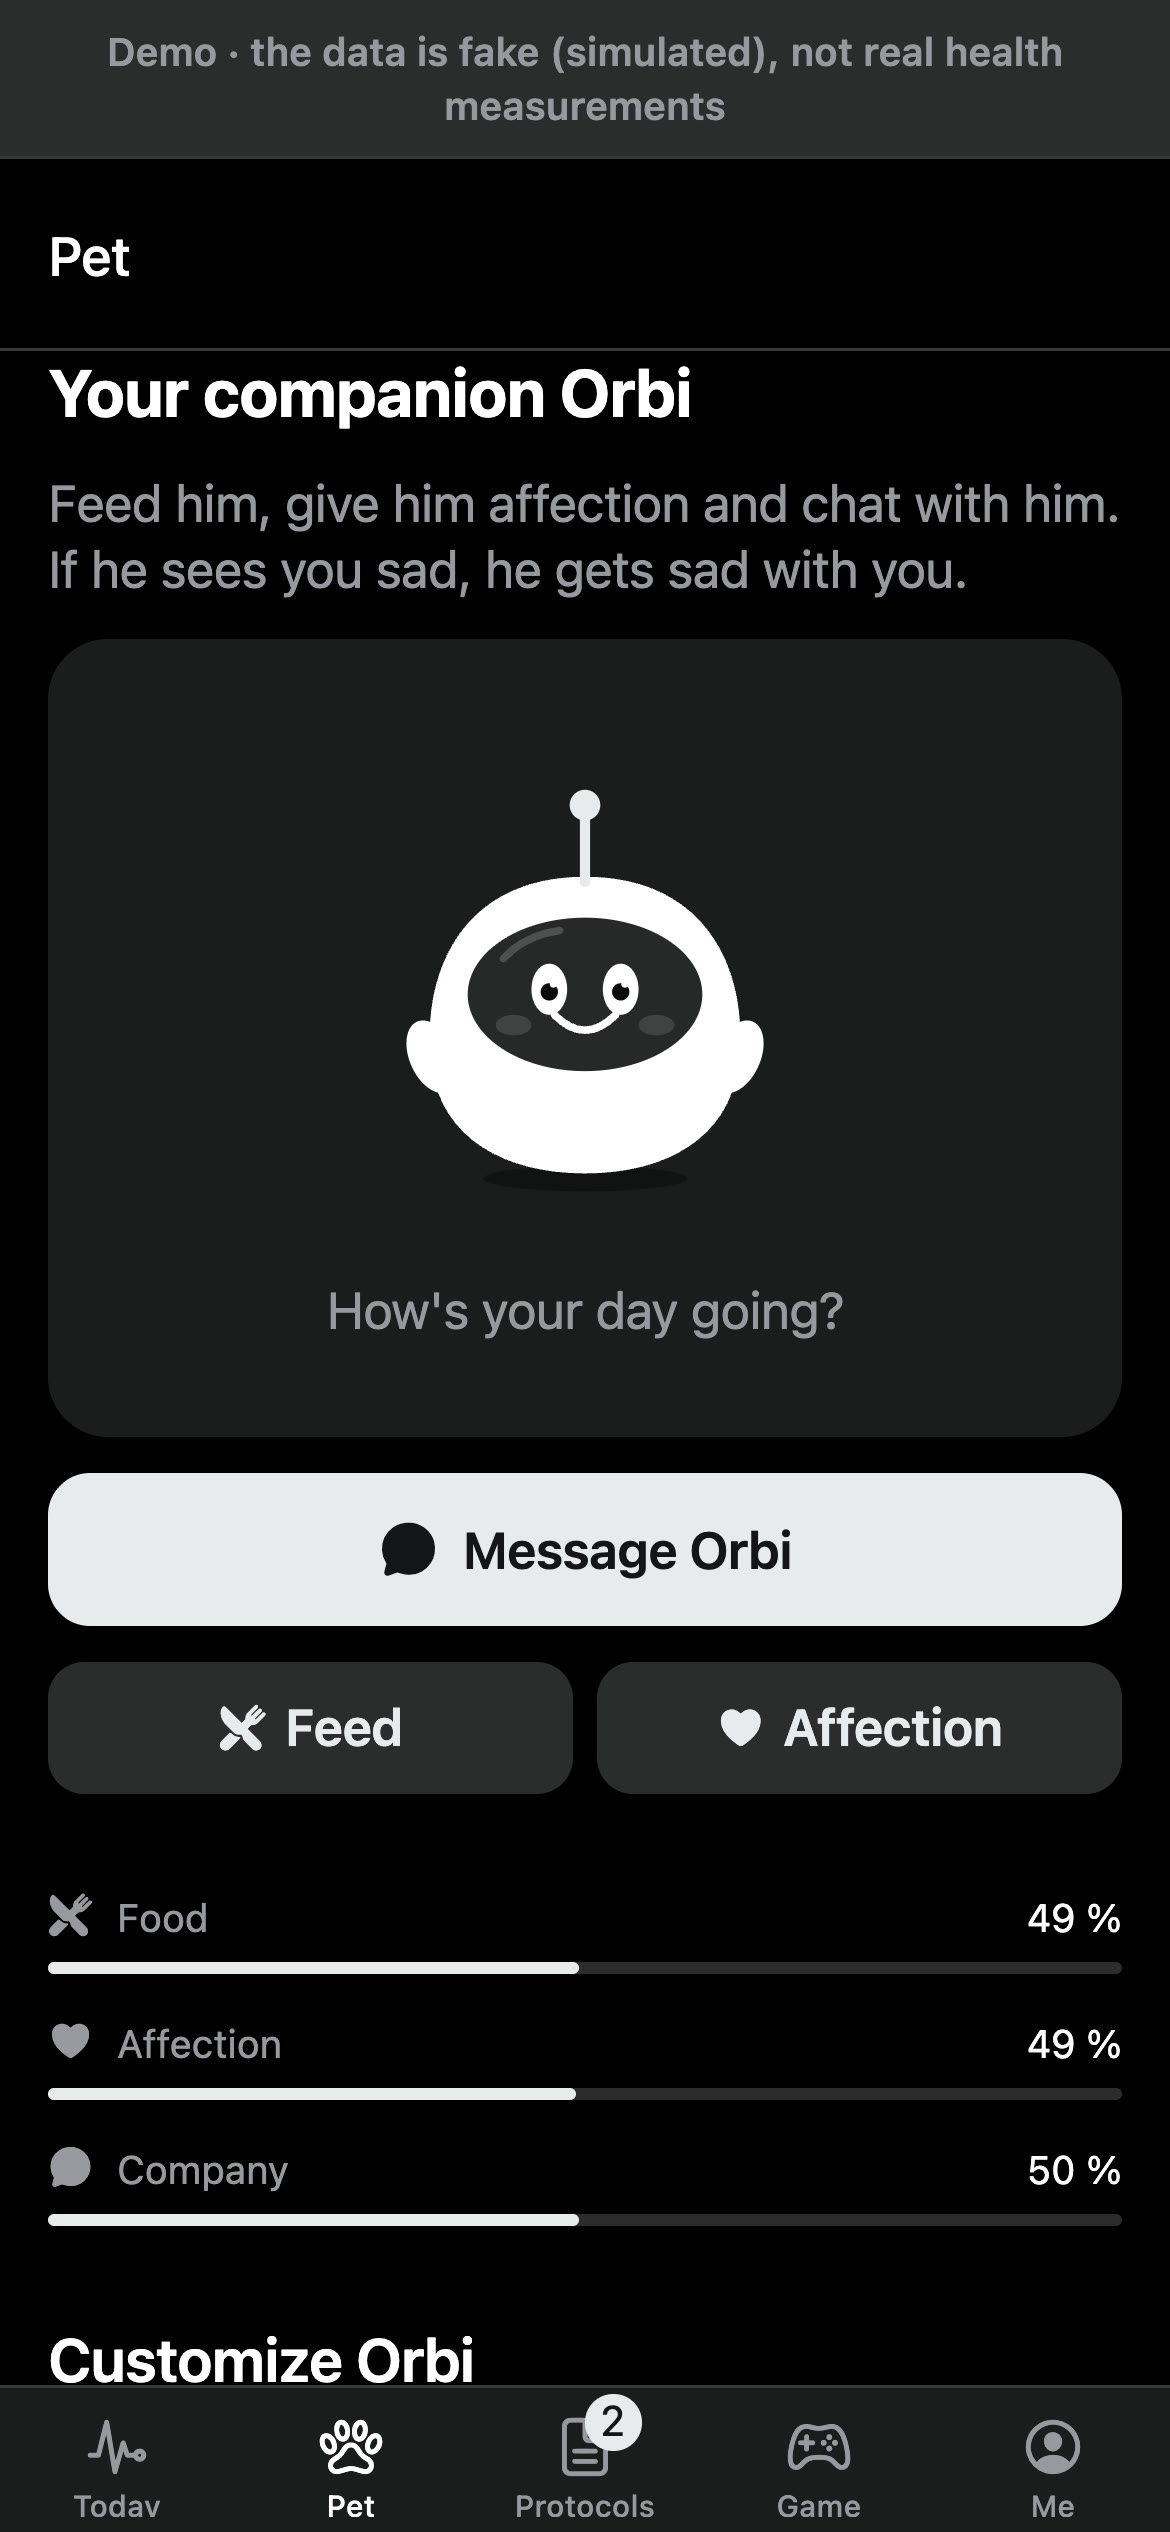 Demo · the data is fake (simulated), not real health
measurements
Pet
Your companion Orbi
Feed him, give him affection and chat with him.
If he sees you sad, he gets sad with you.
How's your day going?
Message Orbi
Feed
Affection
Food
49 %
Affection
49 %
Company
50 %
Customize Orbi
2
Today
Pet
Protocols
Game
Me